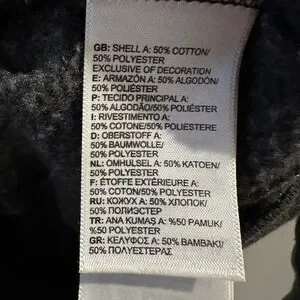 GB: SHELL A: 50% COTTON/
50% POLYESTER
EXCLUSIVE OF DECORATION
E: ARMAZÓN A: 50% ALGODÓN/
50% POLIÉSTER
P: TECIDO PRINCIPAL A:
50% ALGODÃO/50% POLIÉSTER
I: RIVESTIMENTO A:
50% COTONE/50% POLIESTERE
D: OBERSTOFF A:
50% BAUMWOLLE/
50% POLYESTER
NL: OMHULSEL A: 50% KATOEN/
50% POLYESTER
F: ÉTOFFE EXTÉRIEURE A:
50% COTON/50% POLYESTER
RU: КОЖУХ А: 50% ХЛОПОК/
50% ПОЛИЭСТЕР
TR: ANA KUMAŞ A: %50 PAMUK/
%50 POLYESTER
GR: ΚΕΛΥΦΟΣ Α: 50% ΒΑΜΒΑΚΙ/
50% ΠΟΛΥΕΣΤΕΡΑΣ